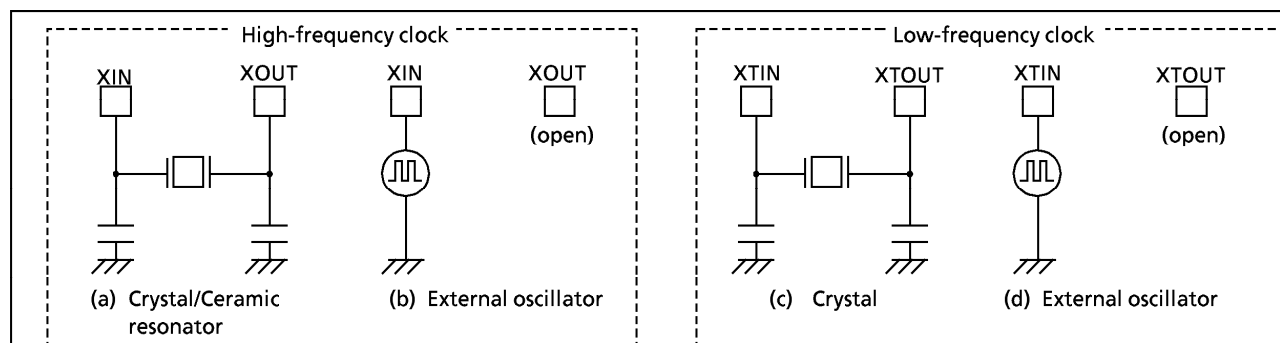 High-frequency clock
XIN XOUT XIN XOUT
(open)
(a) Crystal/Ceramic
resonator
(b) External oscillator
Low-frequency clock
XTIN XTOUT XTIN XTOUT
(open)
(c) Crystal
(d) External oscillator